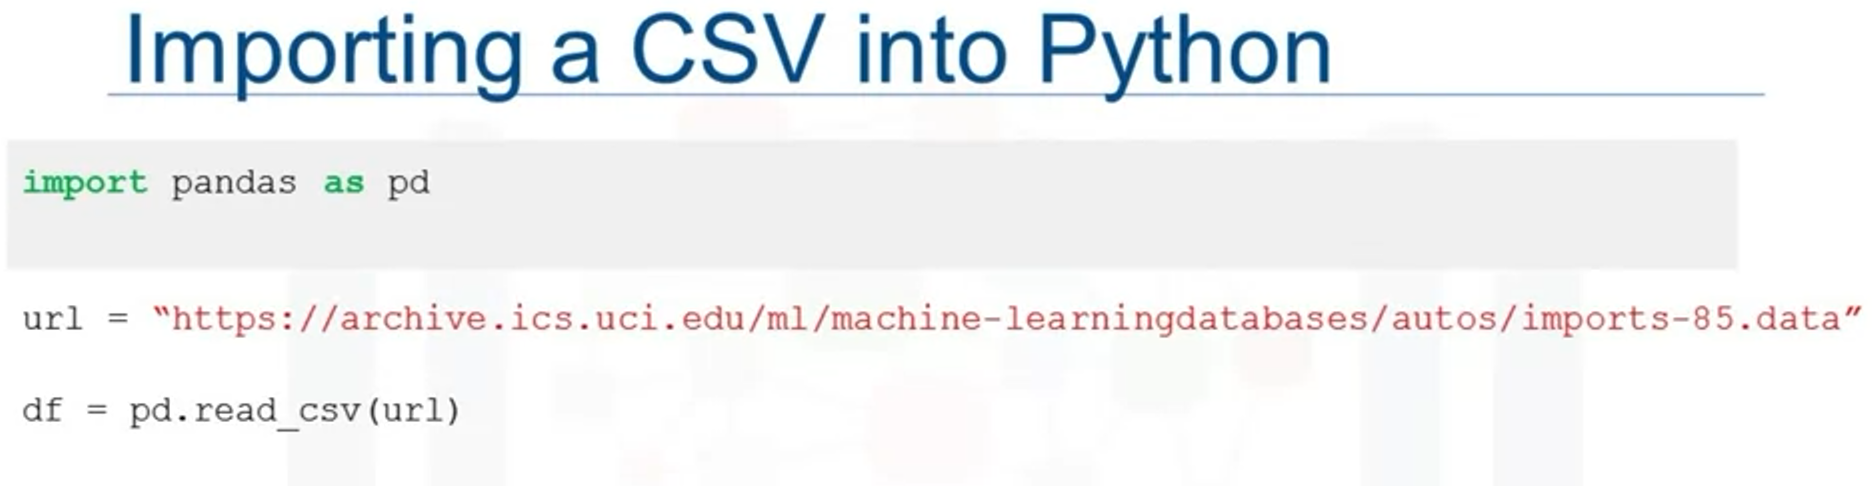 Importing a CSV into Python
import pandas as pd
url = “https://archive.ics.uci.edu/ml/machine-learningdatabases/autos/imports-85.data”
df = pd.read_csv(url)